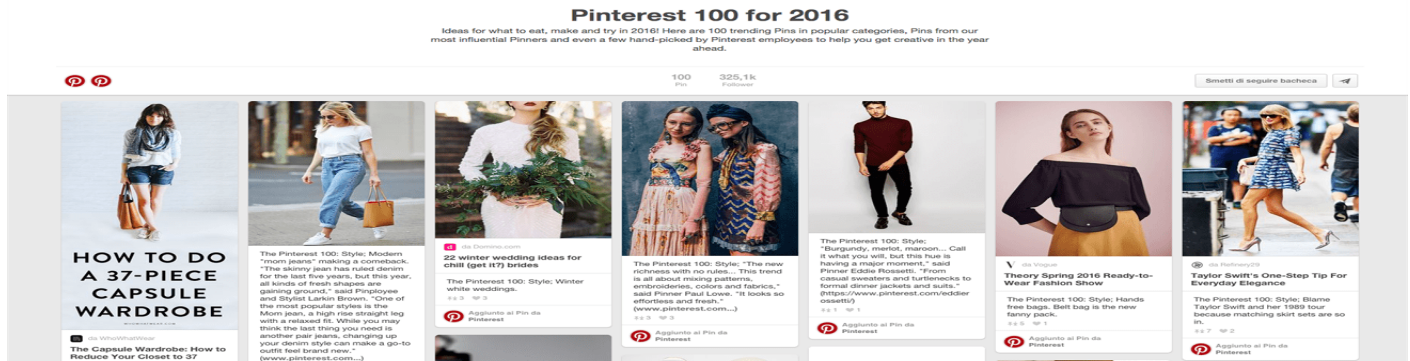 Pinterest 100 for 2016
Ideas for what to eat, make and try in 2016! Here are 100 trending Pins in popular categories, Pins from our
most influential Pinners and even a few hand-picked by Pinterest employees to help you get creative in the year
ahead.
100
Pin
325,1k
Follower
Smetti di seguire bacheca
HOW TO DO
A 37-PIECE
CAPSULE
WARDROBE
da WhoWhatWear
The Capsule Wardrobe: How to
Reduce Your Closet to 37
The Pinterest 100: Style; Modern
"mom jeans" making a comeback.
"The skinny jean has ruled denim
for the last five years, but this year,
all kinds of fresh shapes are
gaining ground," said Pinployee
and Stylist Larkin Brown. "One of
the most popular styles is the
Mom jean, a high rise straight leg
with a relaxed fit. While you may
think the last thing you need is
another pair jeans, changing up
your denim style can make a go-to
outfit feel brand new."
(www.pinterest.com...)
da Domino.com
22 winter wedding ideas for
chill (get it?) brides
The Pinterest 100: Style; Winter
white weddings.
3 3
Aggiunto ai Pin da
Pinterest
The Pinterest 100: Style; "The new
richness with no rules... This trend
is all about mixing patterns,
embroideries, colors and fabrics,"
said Pinner Paul Lowe. "It looks so
effortless and fresh."
(www.pinterest.com...)
3 3
Aggiunto ai Pin da
Pinterest
The Pinterest 100: Style;
"Burgundy, merlot, maroon... Call
it what you will, but this hue is
having a major moment," said
Pinner Eddie Rossetti. "From
casual sweaters and turtlenecks to
formal dinner jackets and suits."
(https://www.pinterest.com/eddier
ossetti/)
1 1
Aggiunto ai Pin da
Pinterest
V da Vogue
Theory Spring 2016 Ready-to-
Wear Fashion Show
The Pinterest 100: Style; Hands
free bags. Belt bag is the new
fanny pack.
5 1
Aggiunto ai Pin da
Pinterest
da Refinery29
Taylor Swift's One-Step Tip For
Everyday Elegance
The Pinterest 100: Style; Blame
Taylor Swift and her 1989 tour
because matching skirt sets are so
in.
7 2
Aggiunto ai Pin da
Pinterest